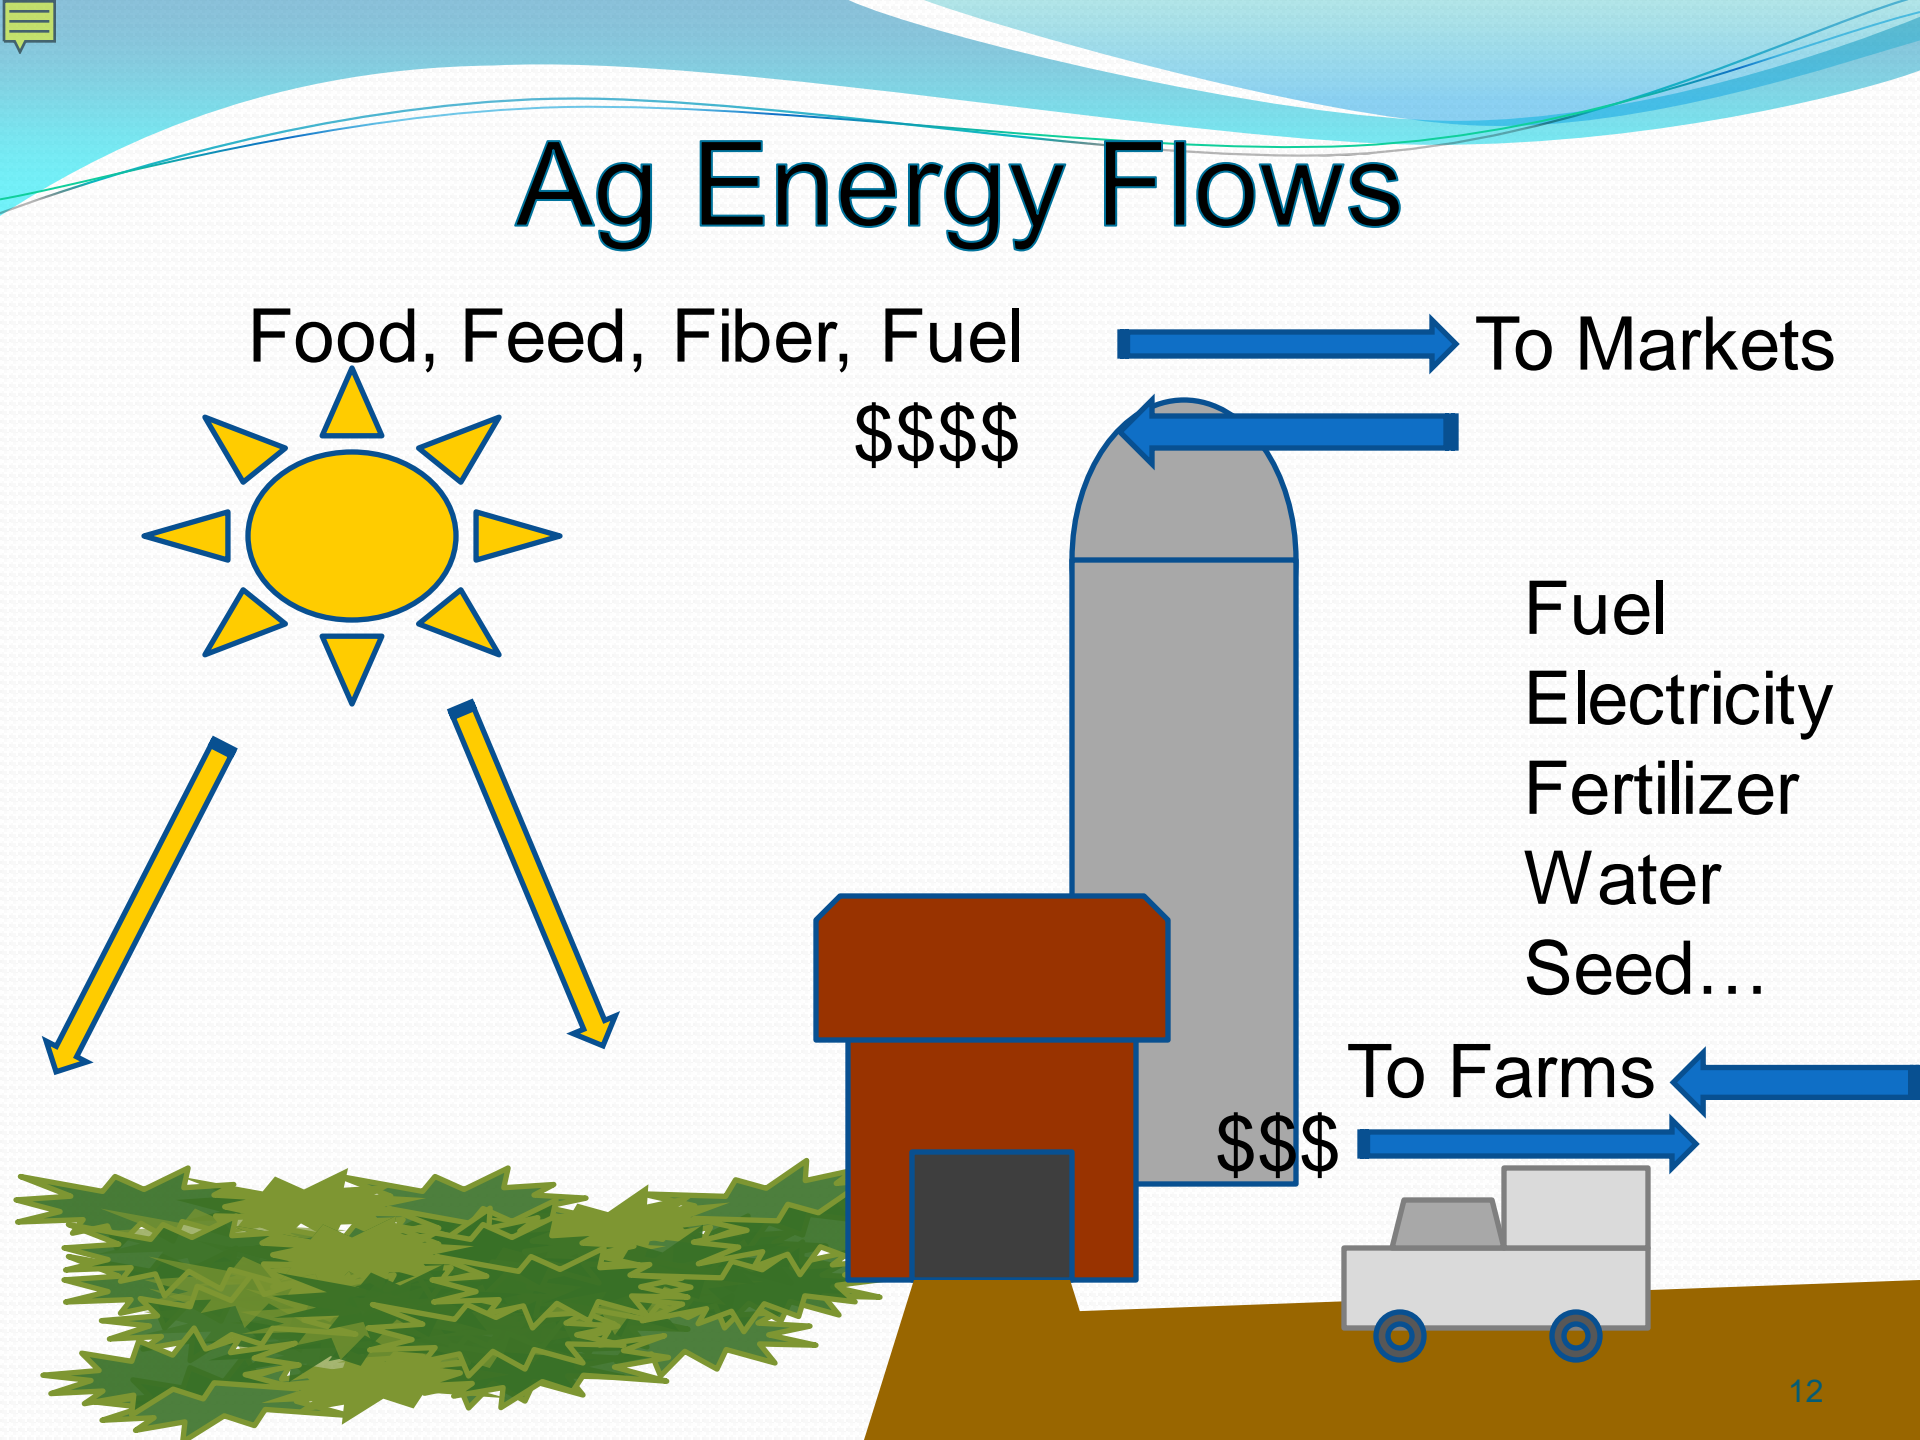 Ag Energy Flows
Food, Feed, Fiber, Fuel
To Markets
$$$$
Fuel
Electricity
Fertilizer
Water
Seed…
To Farms
$$$
12